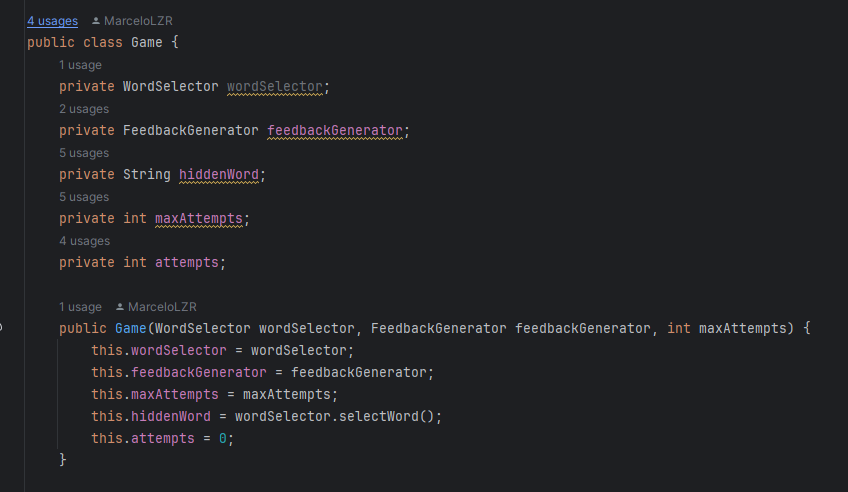 4 usages MarceloLZR
public class Game {
1 usage
private WordSelector wordSelector;
2 usages
private FeedbackGenerator feedbackGenerator;
5 usages
private String hiddenWord;
5 usages
private int maxAttempts;
4 usages
private int attempts;
1 usage MarceloLZR
public Game(WordSelector wordSelector, FeedbackGenerator feedbackGenerator, int maxAttempts) {
this.wordSelector = wordSelector;
this.feedbackGenerator = feedbackGenerator;
this.maxAttempts = maxAttempts;
this.hiddenWord = wordSelector.selectWord();
this.attempts = 0;
}